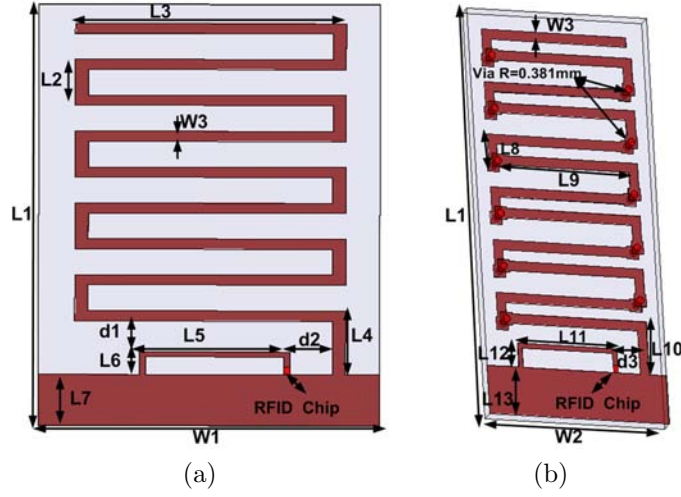 L3
L2
W3
L1
d1
L5
d2
L4
L6
L7
RFID Chip
W1
(a)
W3
Via R=0.381mm
L8
L9
L1
L11
L10
L12
d3
L13
RFID Chip
W2
(b)